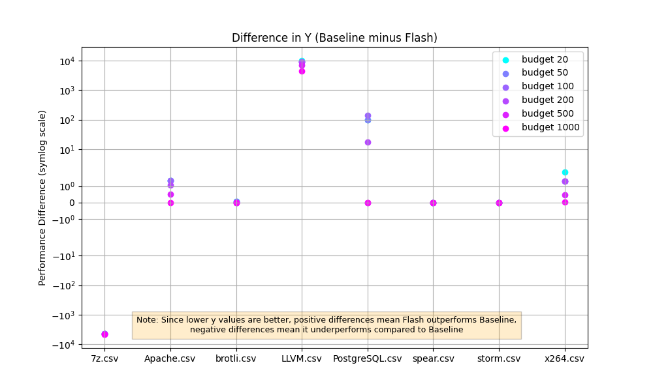 Difference in Y (Baseline minus Flash)
Performance Difference (symlog scale)
10⁴
10³
10²
10¹
10⁰
0
−10⁰
−10¹
−10²
−10³
−10⁴
budget 20
budget 50
budget 100
budget 200
budget 500
budget 1000
Note: Since lower y values are better, positive differences mean Flash outperforms Baseline,
negative differences mean it underperforms compared to Baseline
7z.csv Apache.csv brotli.csv LLVM.csv PostgreSQL.csv spear.csv storm.csv x264.csv